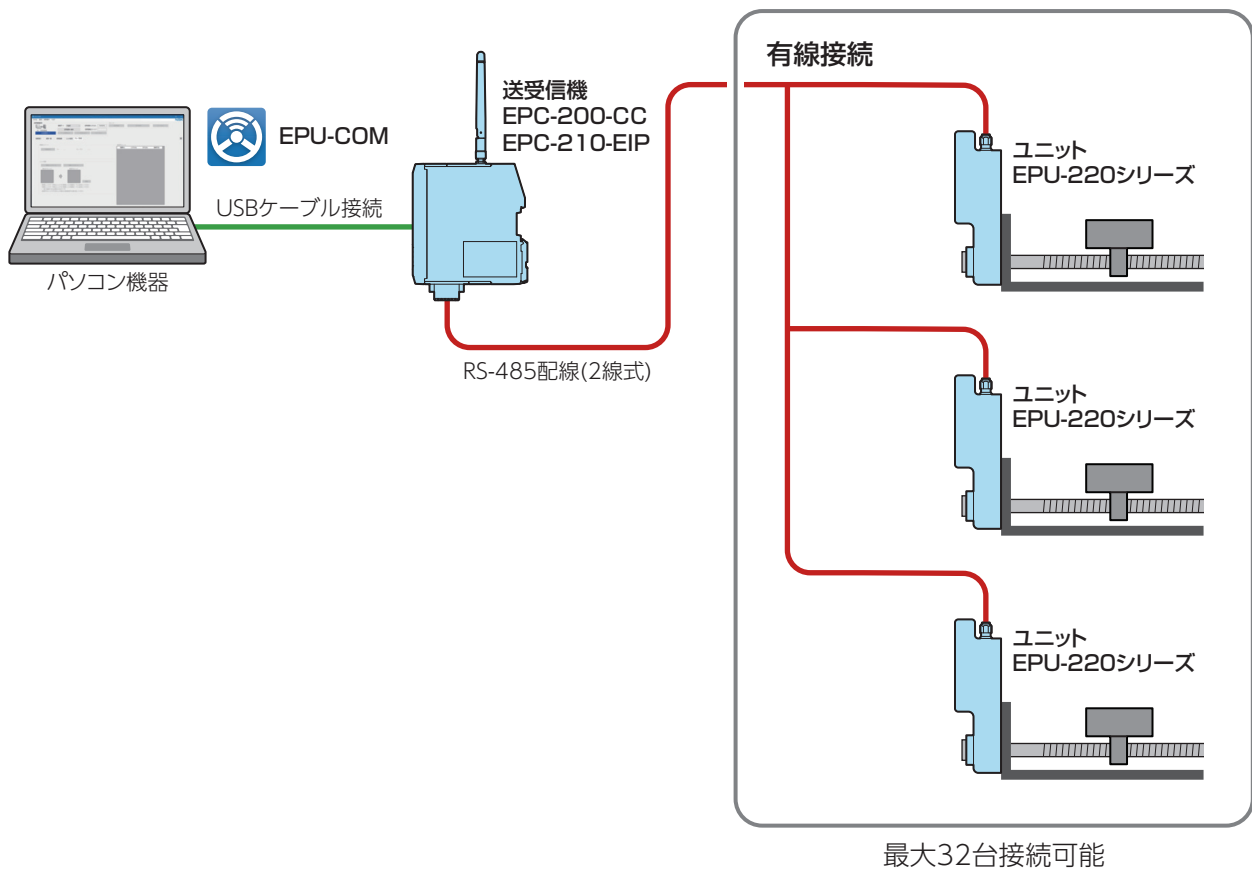 有線接続
送受信機
EPC-200-CC
EPC-210-EIP
EPU-COM
USBケーブル接続
パソコン機器
RS-485配線(2線式)
ユニット
EPU-220シリーズ
ユニット
EPU-220シリーズ
ユニット
EPU-220シリーズ
最大32台接続可能